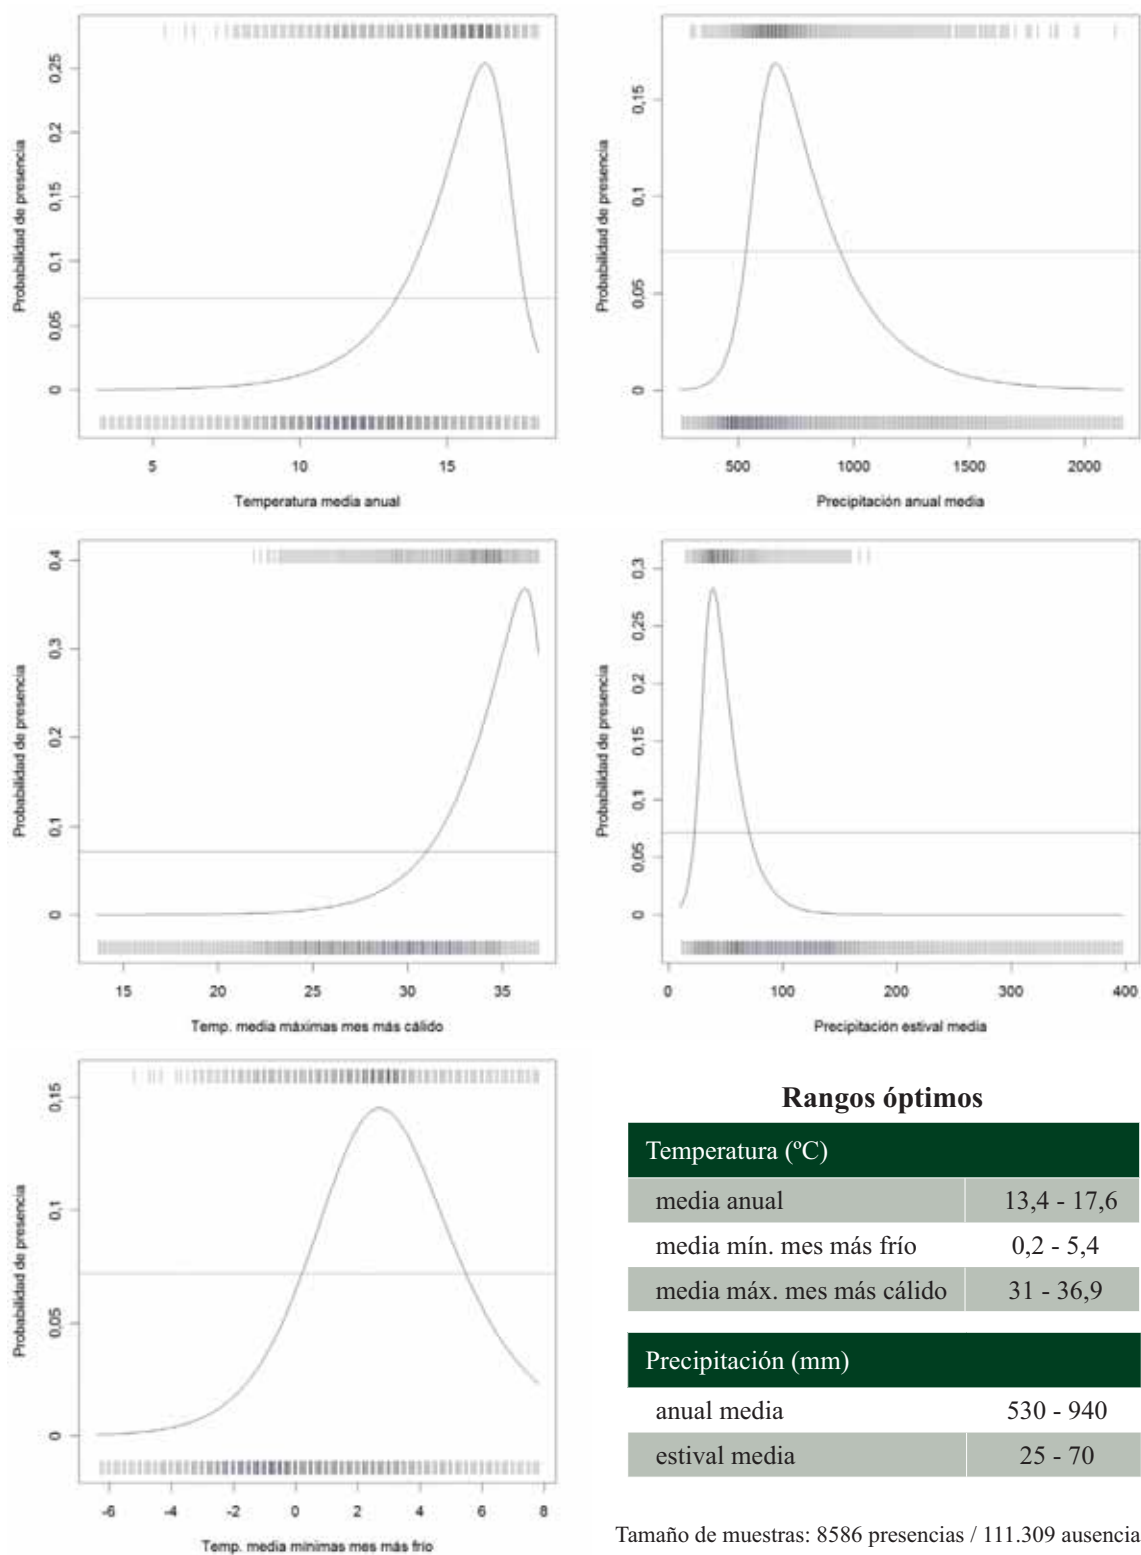 0,25
0,2
0,15
0,1
0,05
0
Probabilidad de presencia
5 10 15
Temperatura media anual
0,15
0,1
0,05
0
Probabilidad de presencia
500 1000 1500 2000
Precipitación anual media
0,4
0,3
0,2
0,1
0
Probabilidad de presencia
15 20 25 30 35
Temp. media máximas mes más cálido
0,3
0,25
0,2
0,15
0,1
0,05
0
Probabilidad de presencia
0 100 200 300 400
Precipitación estival media
0,15
0,1
0,05
0
Probabilidad de presencia
-6 -4 -2 0 2 4 6 8
Temp. media mínimas mes más frío
Rangos óptimos
Temperatura (ºC)
media anual 13,4 - 17,6
media mín. mes más frío 0,2 - 5,4
media máx. mes más cálido 31 - 36,9
Precipitación (mm)
anual media 530 - 940
estival media 25 - 70
Tamaño de muestras: 8586 presencias / 111.309 ausencia